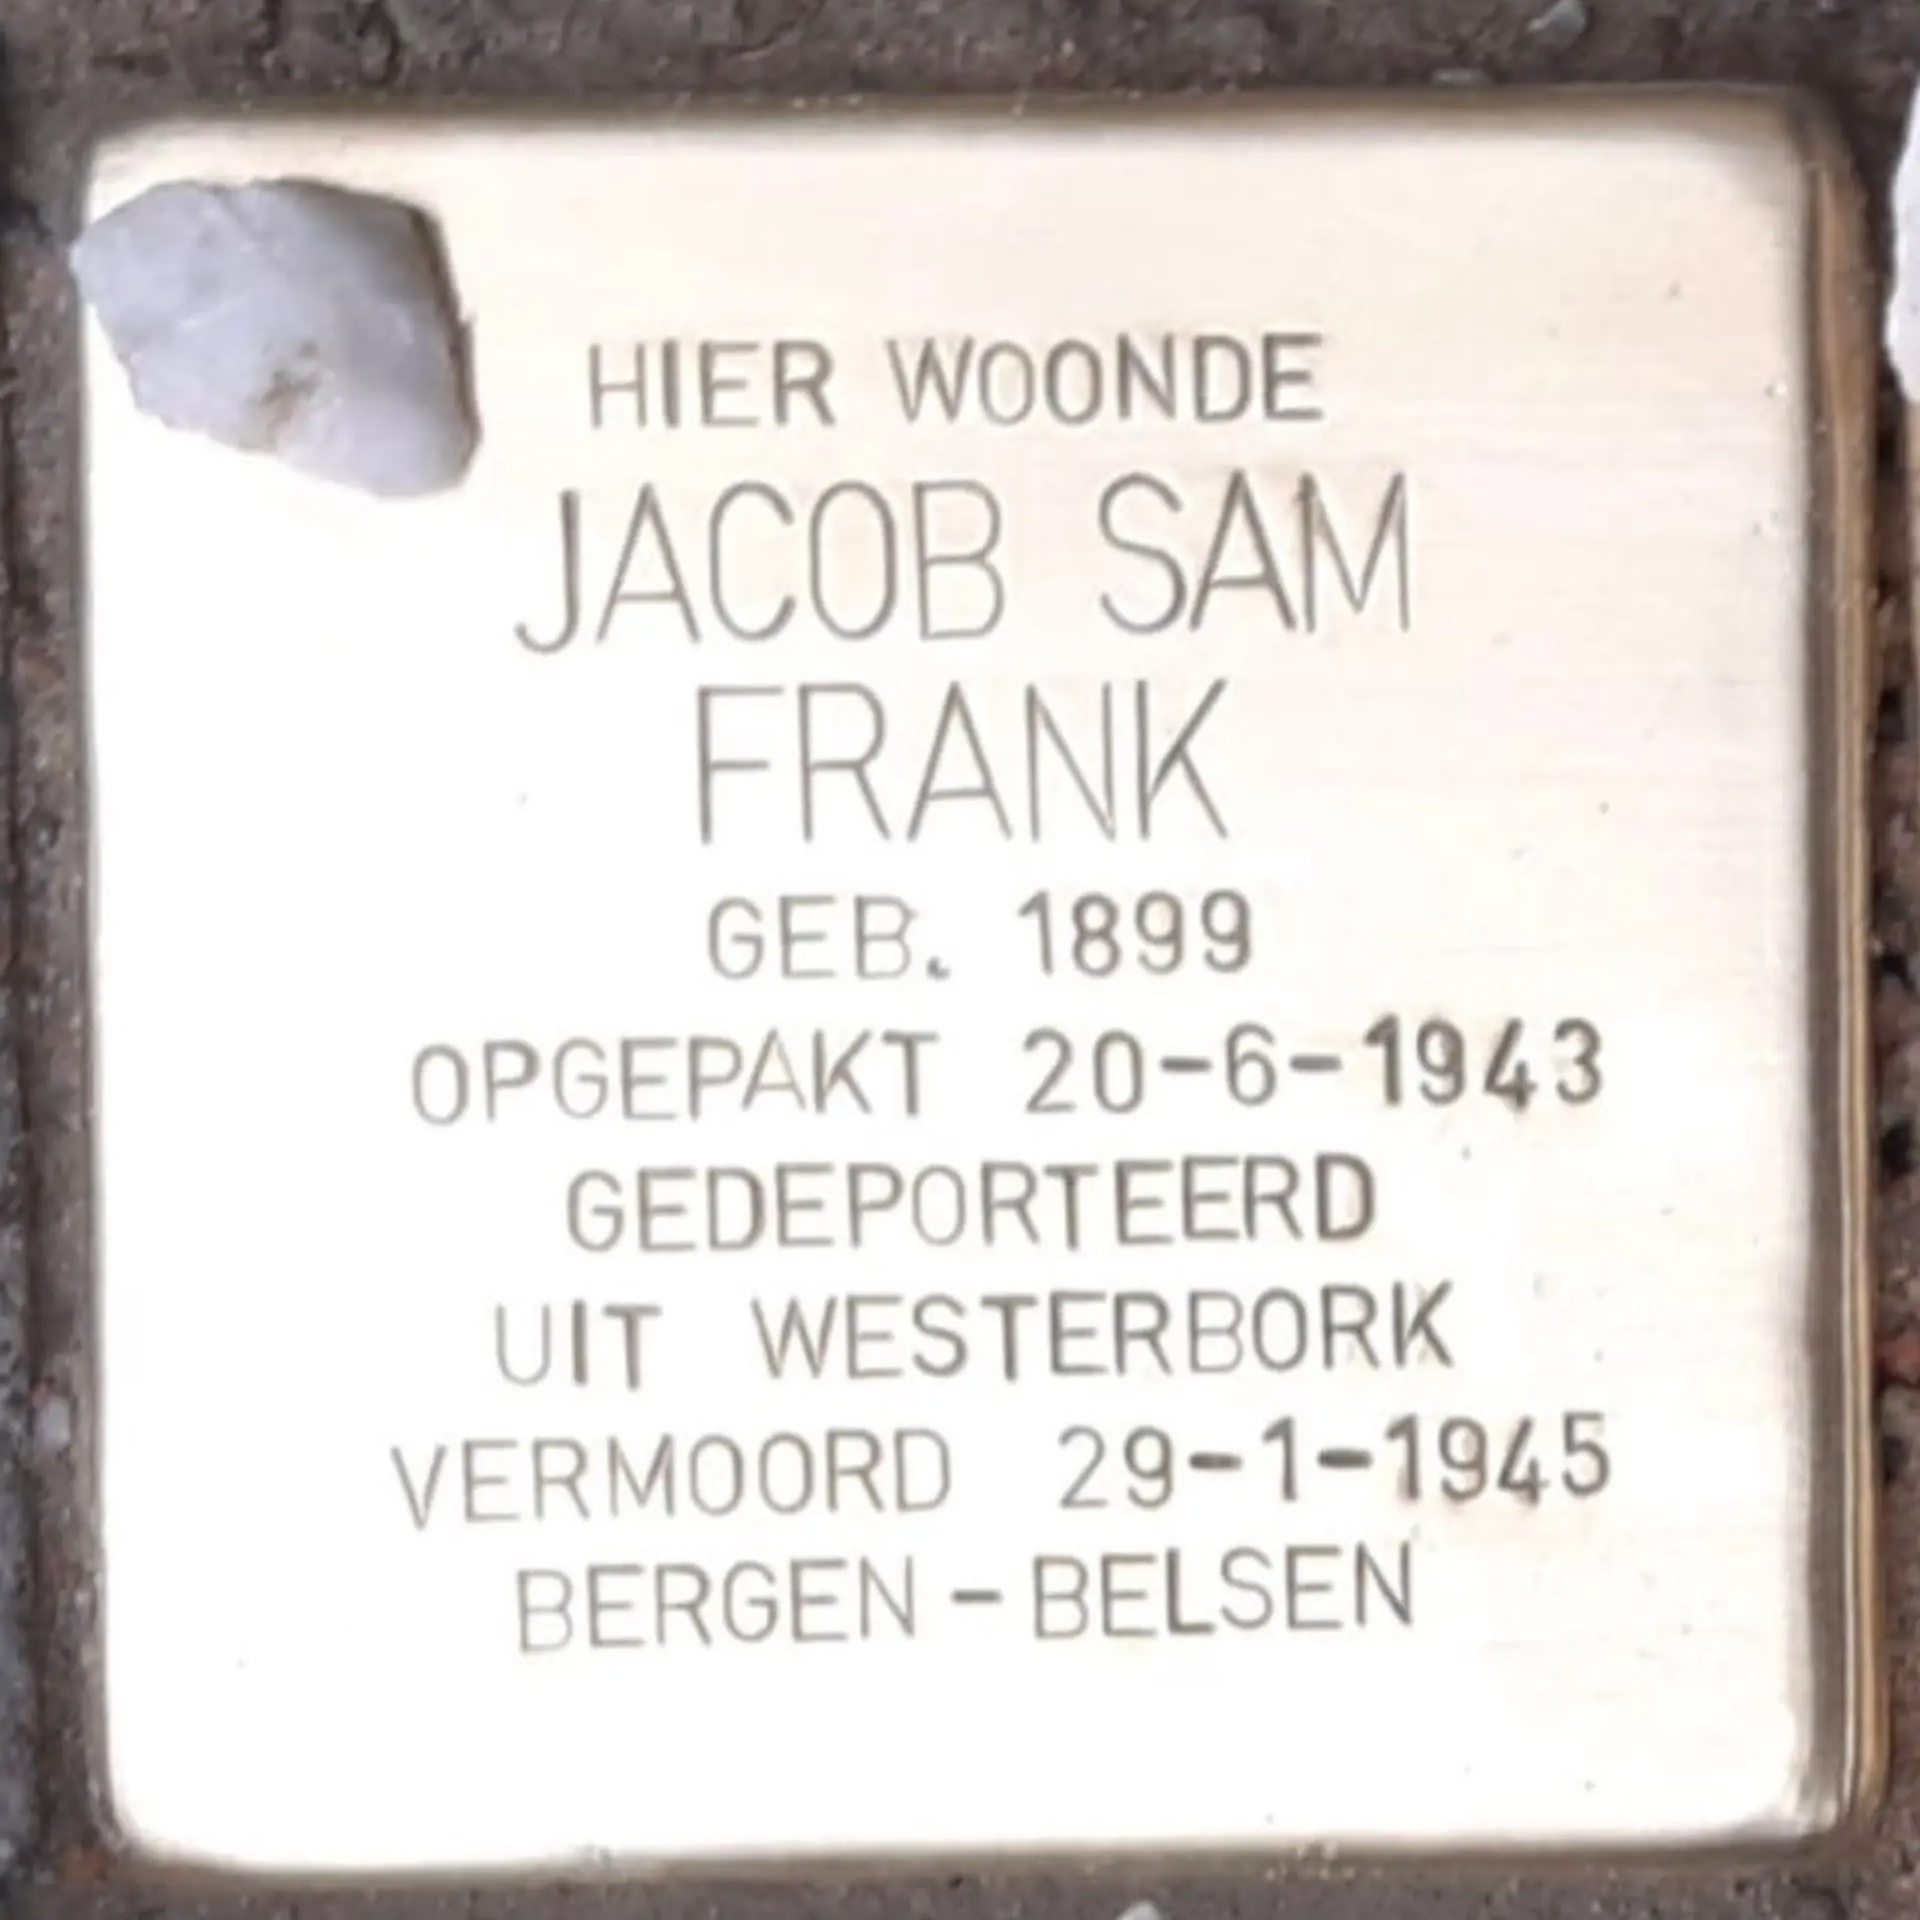 HIER WOONDE
JACOB SAM
FRANK
GEB. 1899
OPGEPAKT 20-6-1943
GEDEPORTEERD
UIT WESTERBORK
VERMOORD 29-1-1945
BERGEN-BELSEN